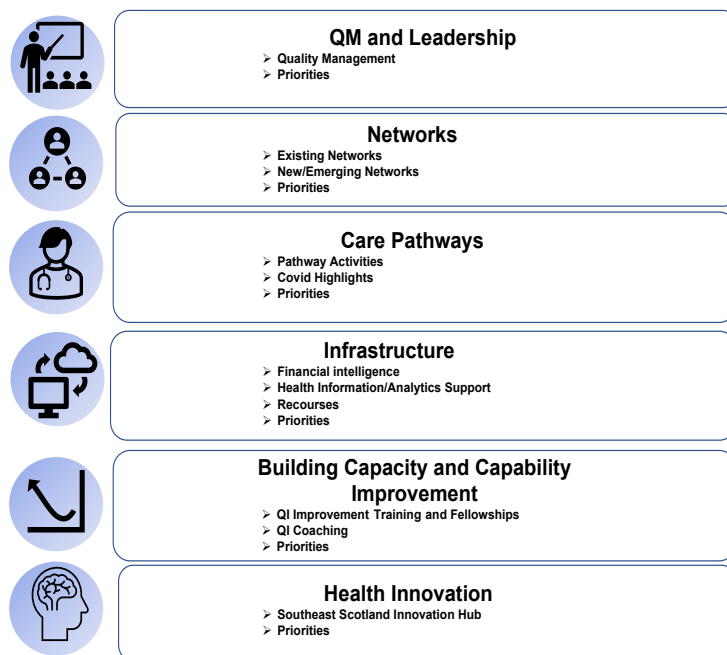 QM and Leadership
➢ Quality Management
➢ Priorities
Networks
➢ Existing Networks
➢ New/Emerging Networks
➢ Priorities
Care Pathways
➢ Pathway Activities
➢ Covid Highlights
➢ Priorities
Infrastructure
➢ Financial intelligence
➢ Health Information/Analytics Support
➢ Recourses
➢ Priorities
Building Capacity and Capability
Improvement
➢ QI Improvement Training and Fellowships
➢ QI Coaching
➢ Priorities
Health Innovation
➢ Southeast Scotland Innovation Hub
➢ Priorities